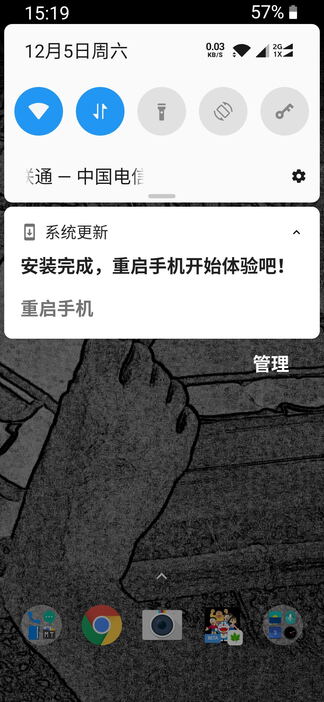 15:19
57%
12月5日周六
0.03
KB/S
2G
1X
通 — 中国电信
系统更新
安装完成，重启手机开始体验吧！
重启手机
管理
BETA